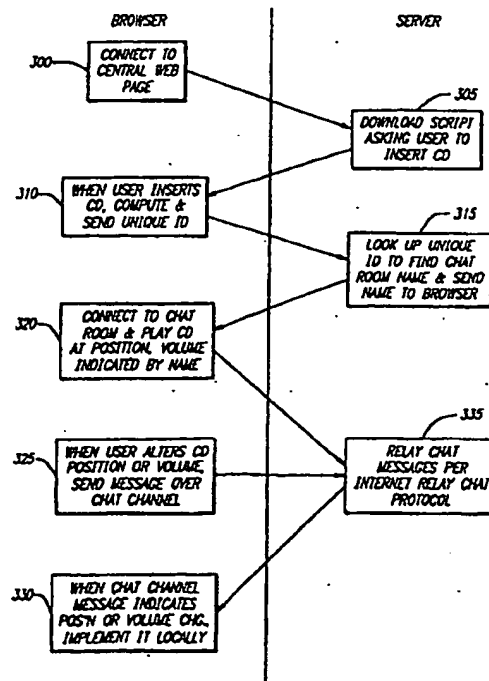 BROWSER
SERVER
300
CONNECT TO
CENTRAL WEB
PAGE
305
DOWNLOAD SCRIPT
ASKING USER TO
INSERT CD
310
WHEN USER INSERTS
CD, COMPUTE &
SEND UNIQUE ID
315
LOOK UP UNIQUE
ID TO FIND CHAT
ROOM NAME & SEND
NAME TO BROWSER
320
CONNECT TO CHAT
ROOM & PLAY CD
AT POSITION, VOLUME
INDICATED BY NAME
325
WHEN USER ALTERS CD
POSITION OR VOLUME,
SEND MESSAGE OVER
CHAT CHANNEL
335
RELAY CHAT
MESSAGES PER
INTERNET RELAY CHAT
PROTOCOL
330
WHEN CHAT CHANNEL
MESSAGE INDICATES
POS'N OR VOLUME CHG.,
IMPLEMENT IT LOCALLY